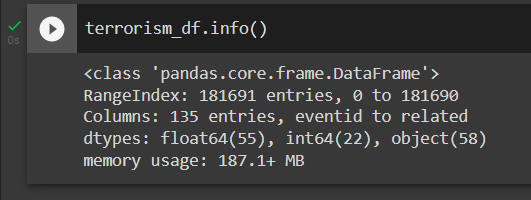 terrorism_df.info()
0s
<class 'pandas.core.frame.DataFrame'>
RangeIndex: 181691 entries, 0 to 181690
Columns: 135 entries, eventid to related
dtypes: float64(55), int64(22), object(58)
memory usage: 187.1+ MB